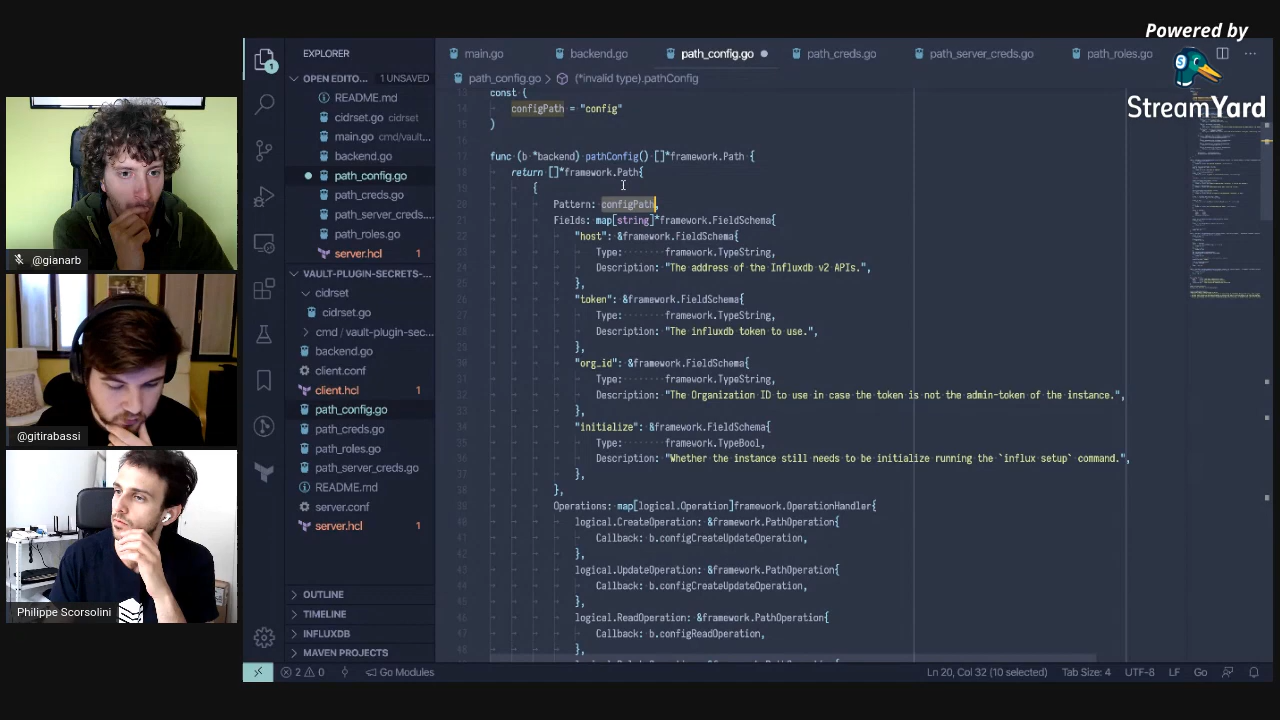 Powered by
StreamYard
@gianarb
@gitirabassi
Philippe Scorsolini
1
EXPLORER
OPEN EDITO... 1 UNSAVED
README.md
cidrset.go cidrset
main.go cmd/vault...
backend.go
path_config.go
path_creds.go
path_server_creds....
path_roles.go
server.hcl
VAULT-PLUGIN-SECRETS-...
cidrset
cidrset.go
cmd / vault-plugin-sec...
backend.go
client.conf
client.hcl 1
path_config.go
path_creds.go
path_roles.go
path_server_creds.go
README.md
server.conf
server.hcl 1
OUTLINE
TIMELINE
INFLUXDB
MAVEN PROJECTS
main.go backend.go path_config.go path_creds.go path_server_creds.go path_roles.go
path_config.go > (*invalid type).pathConfig
const (
configPath = "config"
)
func (b *backend) pathConfig() []*framework.Path {
return []*framework.Path{
{
Pattern: configPath,
Fields: map[string]*framework.FieldSchema{
"host": &framework.FieldSchema{
Type: framework.TypeString,
Description: "The address of the Influxdb v2 APIs.",
},
"token": &framework.FieldSchema{
Type: framework.TypeString,
Description: "The influxdb token to use.",
},
"org_id": &framework.FieldSchema{
Type: framework.TypeString,
Description: "The Organization ID to use in case the token is not the admin-token of the instance.",
},
"initialize": &framework.FieldSchema{
Type: framework.TypeBool,
Description: "Whether the instance still needs to be initialize running the `influx setup` command.",
},
},
Operations: map[logical.Operation]framework.OperationHandler{
logical.CreateOperation: &framework.PathOperation{
Callback: b.configCreateUpdateOperation,
},
logical.UpdateOperation: &framework.PathOperation{
Callback: b.configCreateUpdateOperation,
},
logical.ReadOperation: &framework.PathOperation{
Callback: b.configReadOperation,
},
2 0 Go Modules Ln 20, Col 32 (10 selected) Tab Size: 4 UTF-8 LF Go